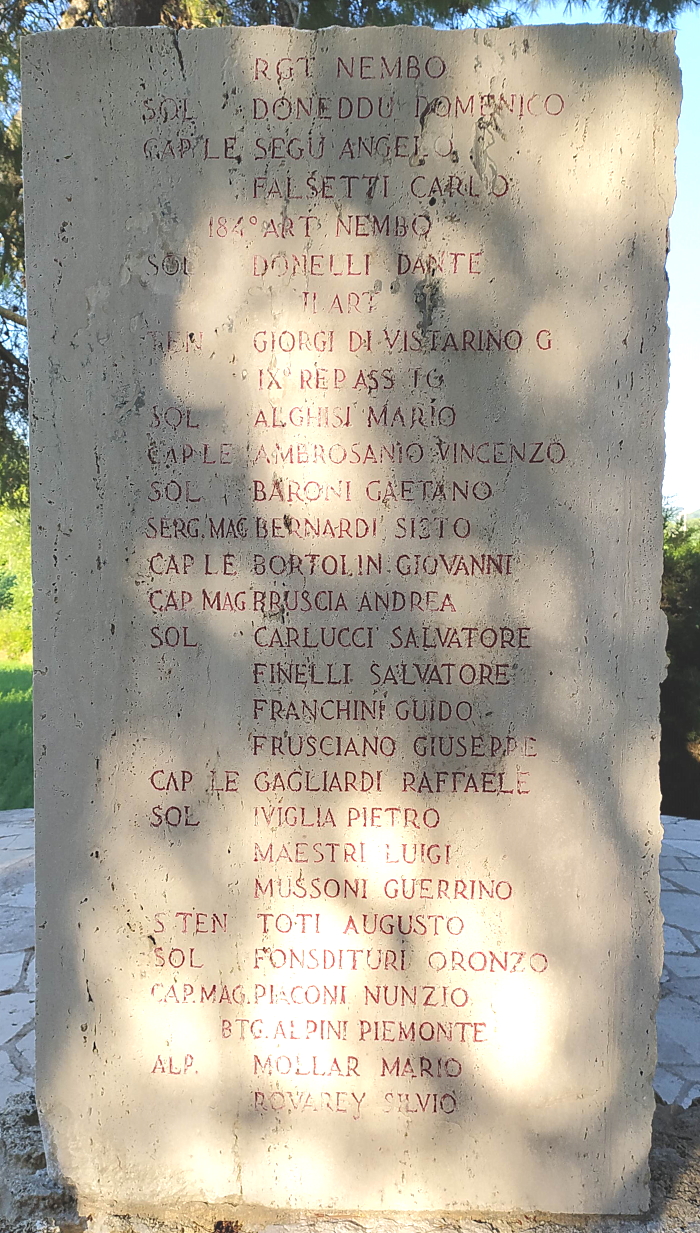 RGT NEMBO
SOL DONEDDU DOMENICO
CAP LE SEGU ANGELO
FALSETTI CARLO
184° ART NEMBO
SOL DONELLI DANTE
II ART
TEN GIORGI DI VISTARINO G
IX° REP ASS TO
SOL ALGHISI MARIO
CAP LE AMBROSANIO VINCENZO
SOL BARONI GAETANO
SERG. MAG BERNARDI SISTO
CAP LE BORTOLIN GIOVANNI
CAP MAG BRUSCIA ANDREA
SOL CARLUCCI SALVATORE
FINELLI SALVATORE
FRANCHINI GUIDO
FRUSCIANO GIUSEPPE
CAP LE GAGLIARDI RAFFAELE
SOL IVIGLIA PIETRO
MAESTRI LUIGI
MUSSONI GUERRINO
S TEN TOTI AUGUSTO
SOL FONSDITURI ORONZO
CAP. MAG. PIACONI NUNZIO
BTG. ALPINI PIEMONTE
ALP. MOLLAR MARIO
ROVAREY SILVIO